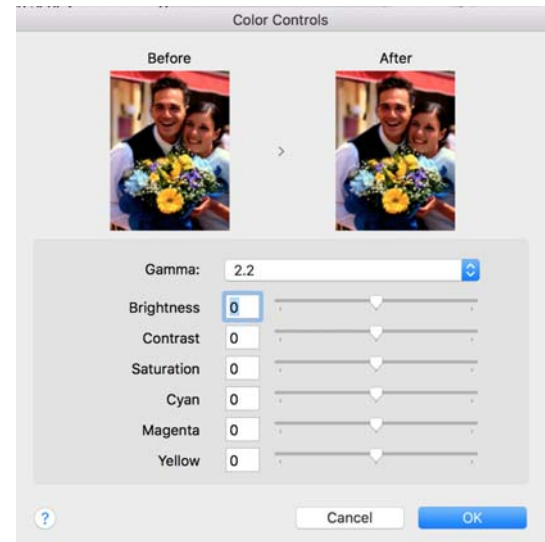 Color Controls
Before
After
>
Gamma: 2.2
Brightness 0
Contrast 0
Saturation 0
Cyan 0
Magenta 0
Yellow 0
? Cancel OK